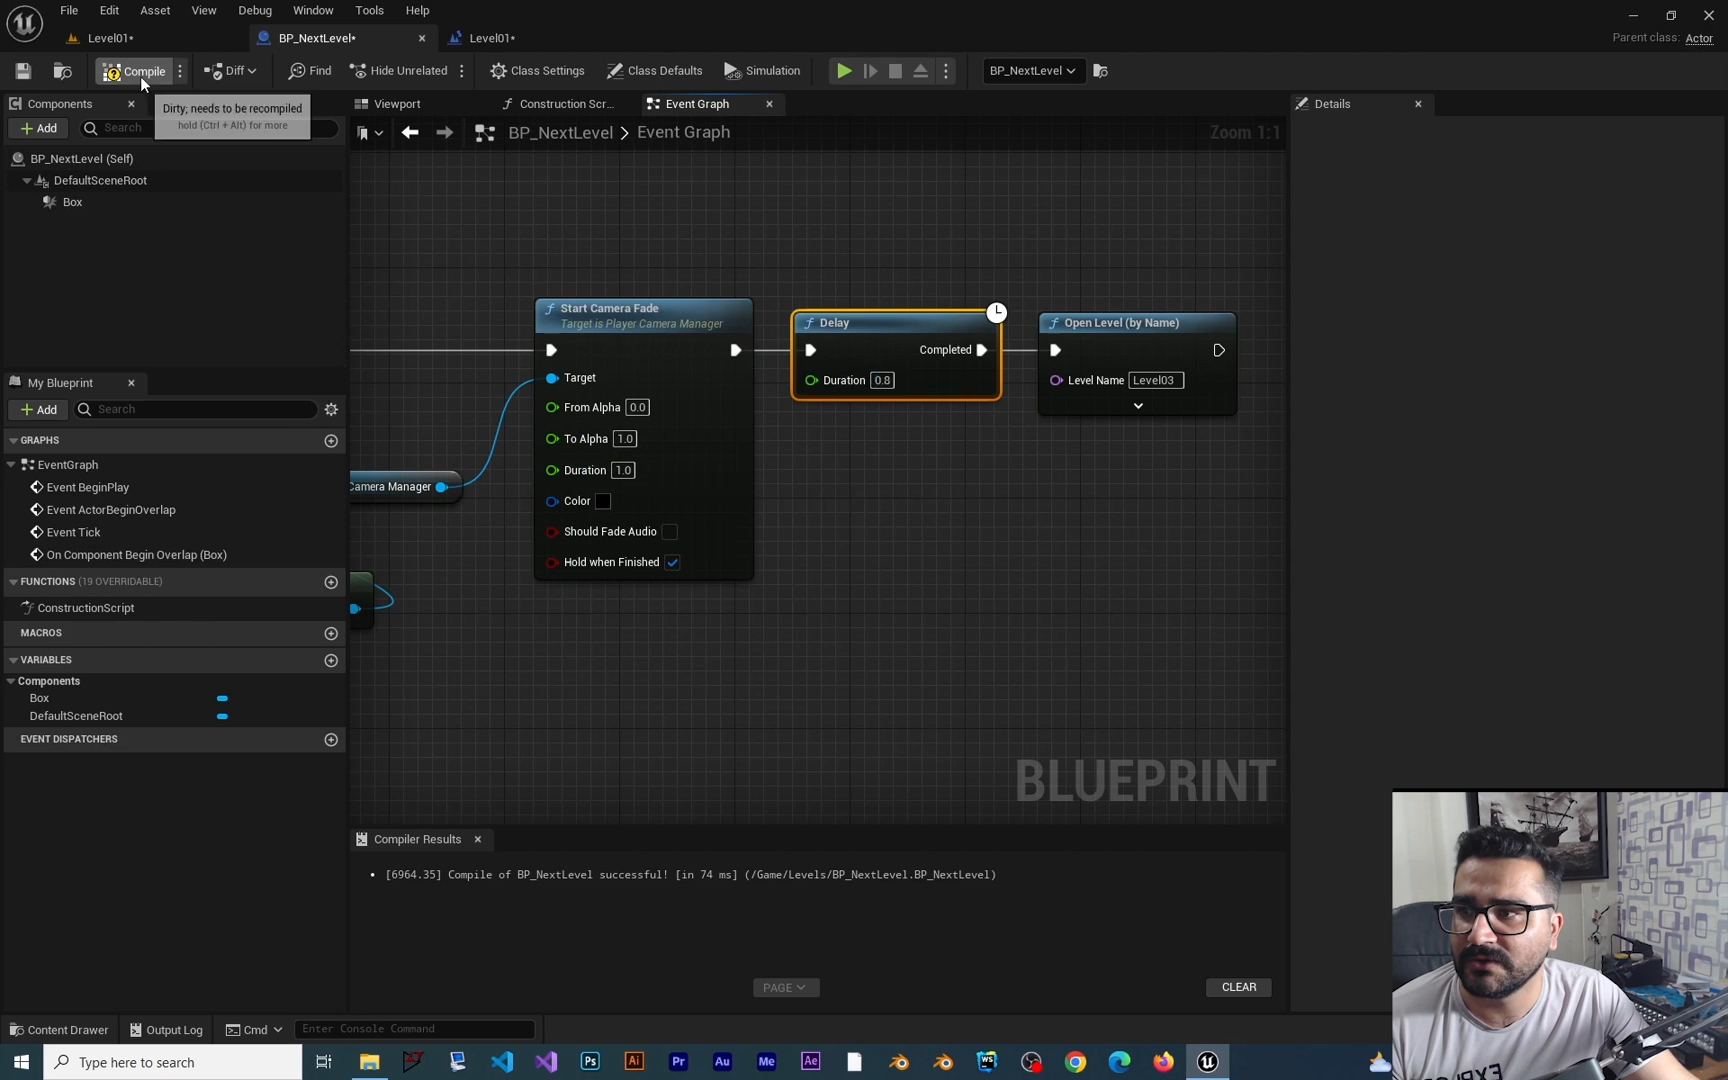 File Edit Asset View Debug Window Tools Help
Level01* BP_NextLevel* Level01* Parent class: Actor
Compile Diff Find Hide Unrelated Class Settings Class Defaults Simulation BP_NextLevel
Dirty; needs to be recompiled
hold (Ctrl + Alt) for more
Components Viewport Construction Scr... Event Graph Details
Add Search
BP_NextLevel > Event Graph Zoom 1:1
BP_NextLevel (Self)
DefaultSceneRoot
Box
Start Camera Fade
Target is Player Camera Manager
Target
From Alpha 0.0
To Alpha 1.0
Duration 1.0
Color
Should Fade Audio
Hold when Finished
Delay
Completed
Duration 0.8
Open Level (by Name)
Level Name Level03
Camera Manager
My Blueprint
Add Search
GRAPHS
EventGraph
Event BeginPlay
Event ActorBeginOverlap
Event Tick
On Component Begin Overlap (Box)
FUNCTIONS (19 OVERRIDABLE)
ConstructionScript
MACROS
VARIABLES
Components
Box
DefaultSceneRoot
EVENT DISPATCHERS
BLUEPRINT
Compiler Results
• [6964.35] Compile of BP_NextLevel successful! [in 74 ms] (/Game/Levels/BP_NextLevel.BP_NextLevel)
PAGE CLEAR
Content Drawer Output Log Cmd Enter Console Command
Type here to search
Ps Ai Pr Au Me Ae WS